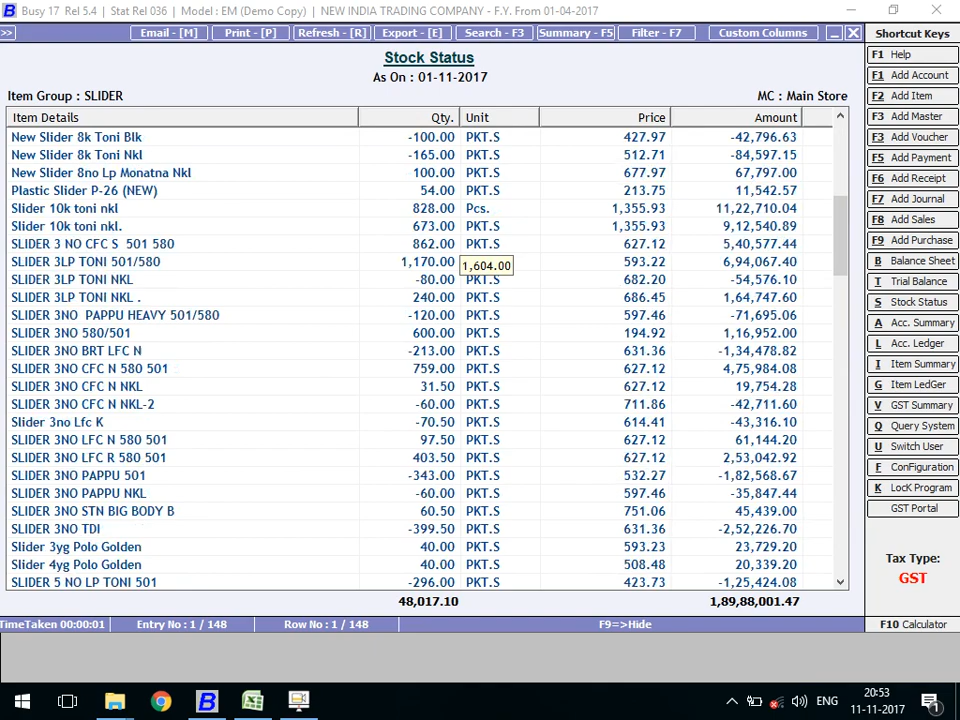 B Busy 17 Rel 5.4 | Stat Rel 036 | Model : EM (Demo Copy) | NEW INDIA TRADING COMPANY - F.Y. From 01-04-2017
>> Email - [M] Print - [P] Refresh - [R] Export - [E] Search - F3 Summary - F5 Filter - F7 Custom Columns
Shortcut Keys
Stock Status
As On : 01-11-2017
Item Group : SLIDER MC : Main Store
Item Details Qty. Unit Price Amount
New Slider 8k Toni Blk -100.00 PKT.S 427.97 -42,796.63
New Slider 8k Toni Nkl -165.00 PKT.S 512.71 -84,597.15
New Slider 8no Lp Monatna Nkl 100.00 PKT.S 677.97 67,797.00
Plastic Slider P-26 (NEW) 54.00 PKT.S 213.75 11,542.57
Slider 10k toni nkl 828.00 Pcs. 1,355.93 11,22,710.04
Slider 10k toni nkl. 673.00 PKT.S 1,355.93 9,12,540.89
SLIDER 3 NO CFC S 501 580 862.00 PKT.S 627.12 5,40,577.44
SLIDER 3LP TONI 501/580 1,170.00 1,604.00 593.22 6,94,067.40
SLIDER 3LP TONI NKL -80.00 PKT.S 682.20 -54,576.10
SLIDER 3LP TONI NKL . 240.00 PKT.S 686.45 1,64,747.60
SLIDER 3NO PAPPU HEAVY 501/580 -120.00 PKT.S 597.46 -71,695.06
SLIDER 3NO 580/501 600.00 PKT.S 194.92 1,16,952.00
SLIDER 3NO BRT LFC N -213.00 PKT.S 631.36 -1,34,478.82
SLIDER 3NO CFC N 580 501 759.00 PKT.S 627.12 4,75,984.08
SLIDER 3NO CFC N NKL 31.50 PKT.S 627.12 19,754.28
SLIDER 3NO CFC N NKL-2 -60.00 PKT.S 711.86 -42,711.60
Slider 3no Lfc K -70.50 PKT.S 614.41 -43,316.10
SLIDER 3NO LFC N 580 501 97.50 PKT.S 627.12 61,144.20
SLIDER 3NO LFC R 580 501 403.50 PKT.S 627.12 2,53,042.92
SLIDER 3NO PAPPU 501 -343.00 PKT.S 532.27 -1,82,568.67
SLIDER 3NO PAPPU NKL -60.00 PKT.S 597.46 -35,847.44
SLIDER 3NO STN BIG BODY B 60.50 PKT.S 751.06 45,439.00
SLIDER 3NO TDI -399.50 PKT.S 631.36 -2,52,226.70
Slider 3yg Polo Golden 40.00 PKT.S 593.23 23,729.20
Slider 4yg Polo Golden 40.00 PKT.S 508.48 20,339.20
SLIDER 5 NO LP TONI 501 -296.00 PKT.S 423.73 -1,25,424.08
48,017.10 1,89,88,001.47
TimeTaken 00:00:01 Entry No : 1 / 148 Row No : 1 / 148 F9=>Hide
F1 Help
F1 Add Account
F2 Add Item
F3 Add Master
F3 Add Voucher
F5 Add Payment
F6 Add Receipt
F7 Add Journal
F8 Add Sales
F9 Add Purchase
B Balance Sheet
T Trial Balance
S Stock Status
A Acc. Summary
L Acc. Ledger
I Item Summary
G Item LedGer
V GST Summary
Q Query System
U Switch User
F ConFiguration
K LocK Program
GST Portal
Tax Type:
GST
F10 Calculator
B ENG 20:53
11-11-2017
1